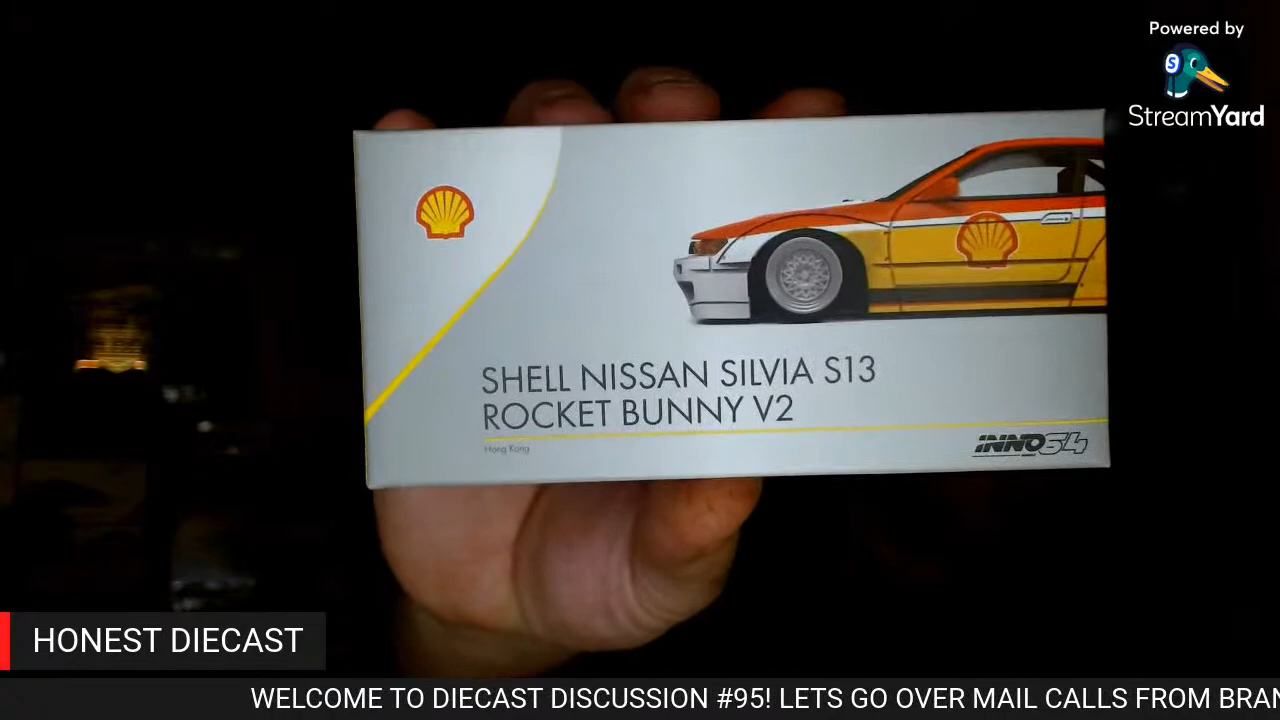 Powered by
StreamYard
SHELL NISSAN SILVIA S13
ROCKET BUNNY V2
Hong Kong
INNO64
HONEST DIECAST
WELCOME TO DIECAST DISCUSSION #95! LETS GO OVER MAIL CALLS FROM BRAN